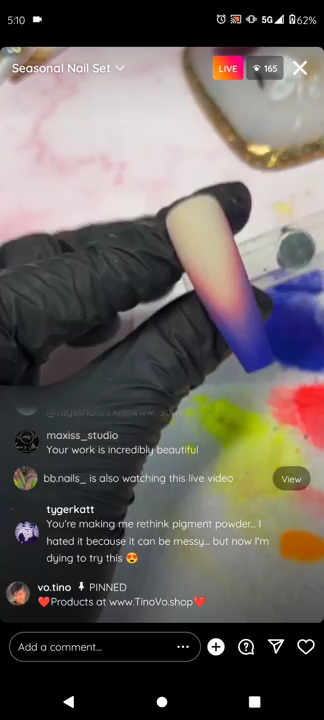 5:10
5G 62%
Seasonal Nail Set
LIVE
165
maxiss_studio
Your work is incredibly beautiful
bb.nails_ is also watching this live video
View
tygerkatt
You're making me rethink pigment powder... I
hated it because it can be messy... but now I'm
dying to try this 😍
vo.tino 📌 PINNED
❤️Products at www.TinoVo.shop❤️
Add a comment...